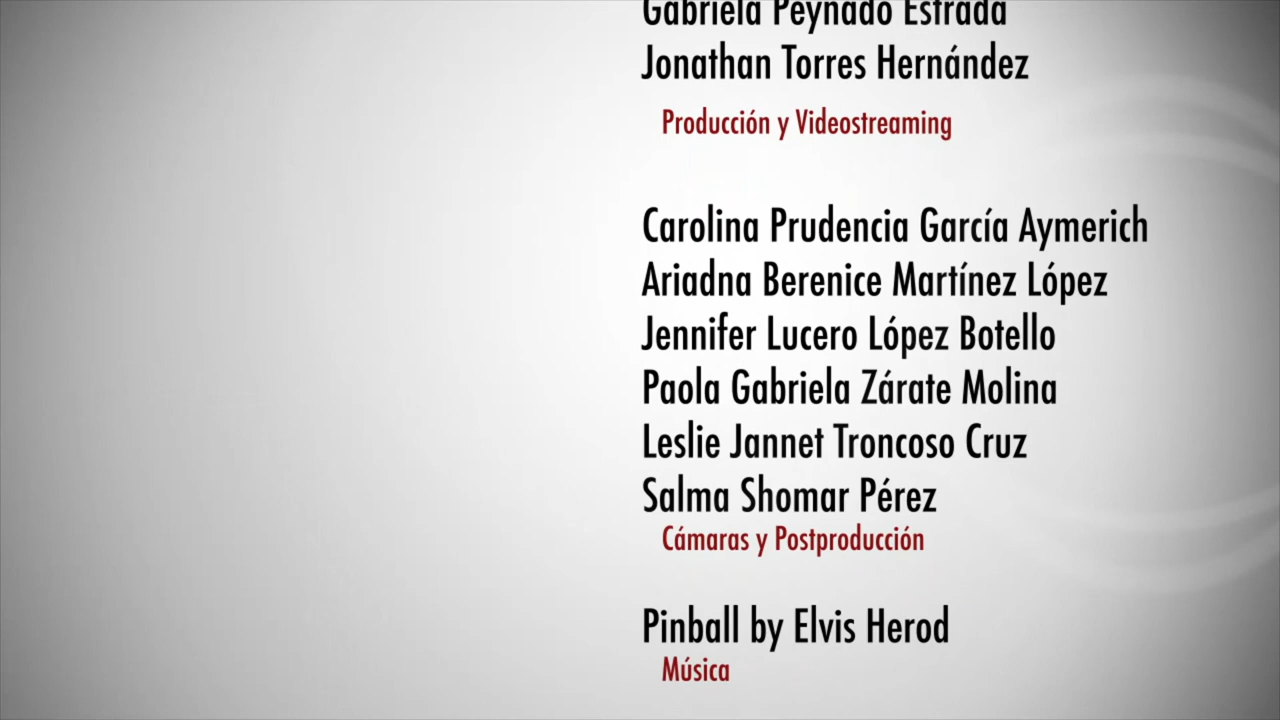 Gabriela Peynado Estrada
Jonathan Torres Hernández
Producción y Videostreaming
Carolina Prudencia García Aymerich
Ariadna Berenice Martínez López
Jennifer Lucero López Botello
Paola Gabriela Zárate Molina
Leslie Jannet Troncoso Cruz
Salma Shomar Pérez
Cámaras y Postproducción
Pinball by Elvis Herod
Música